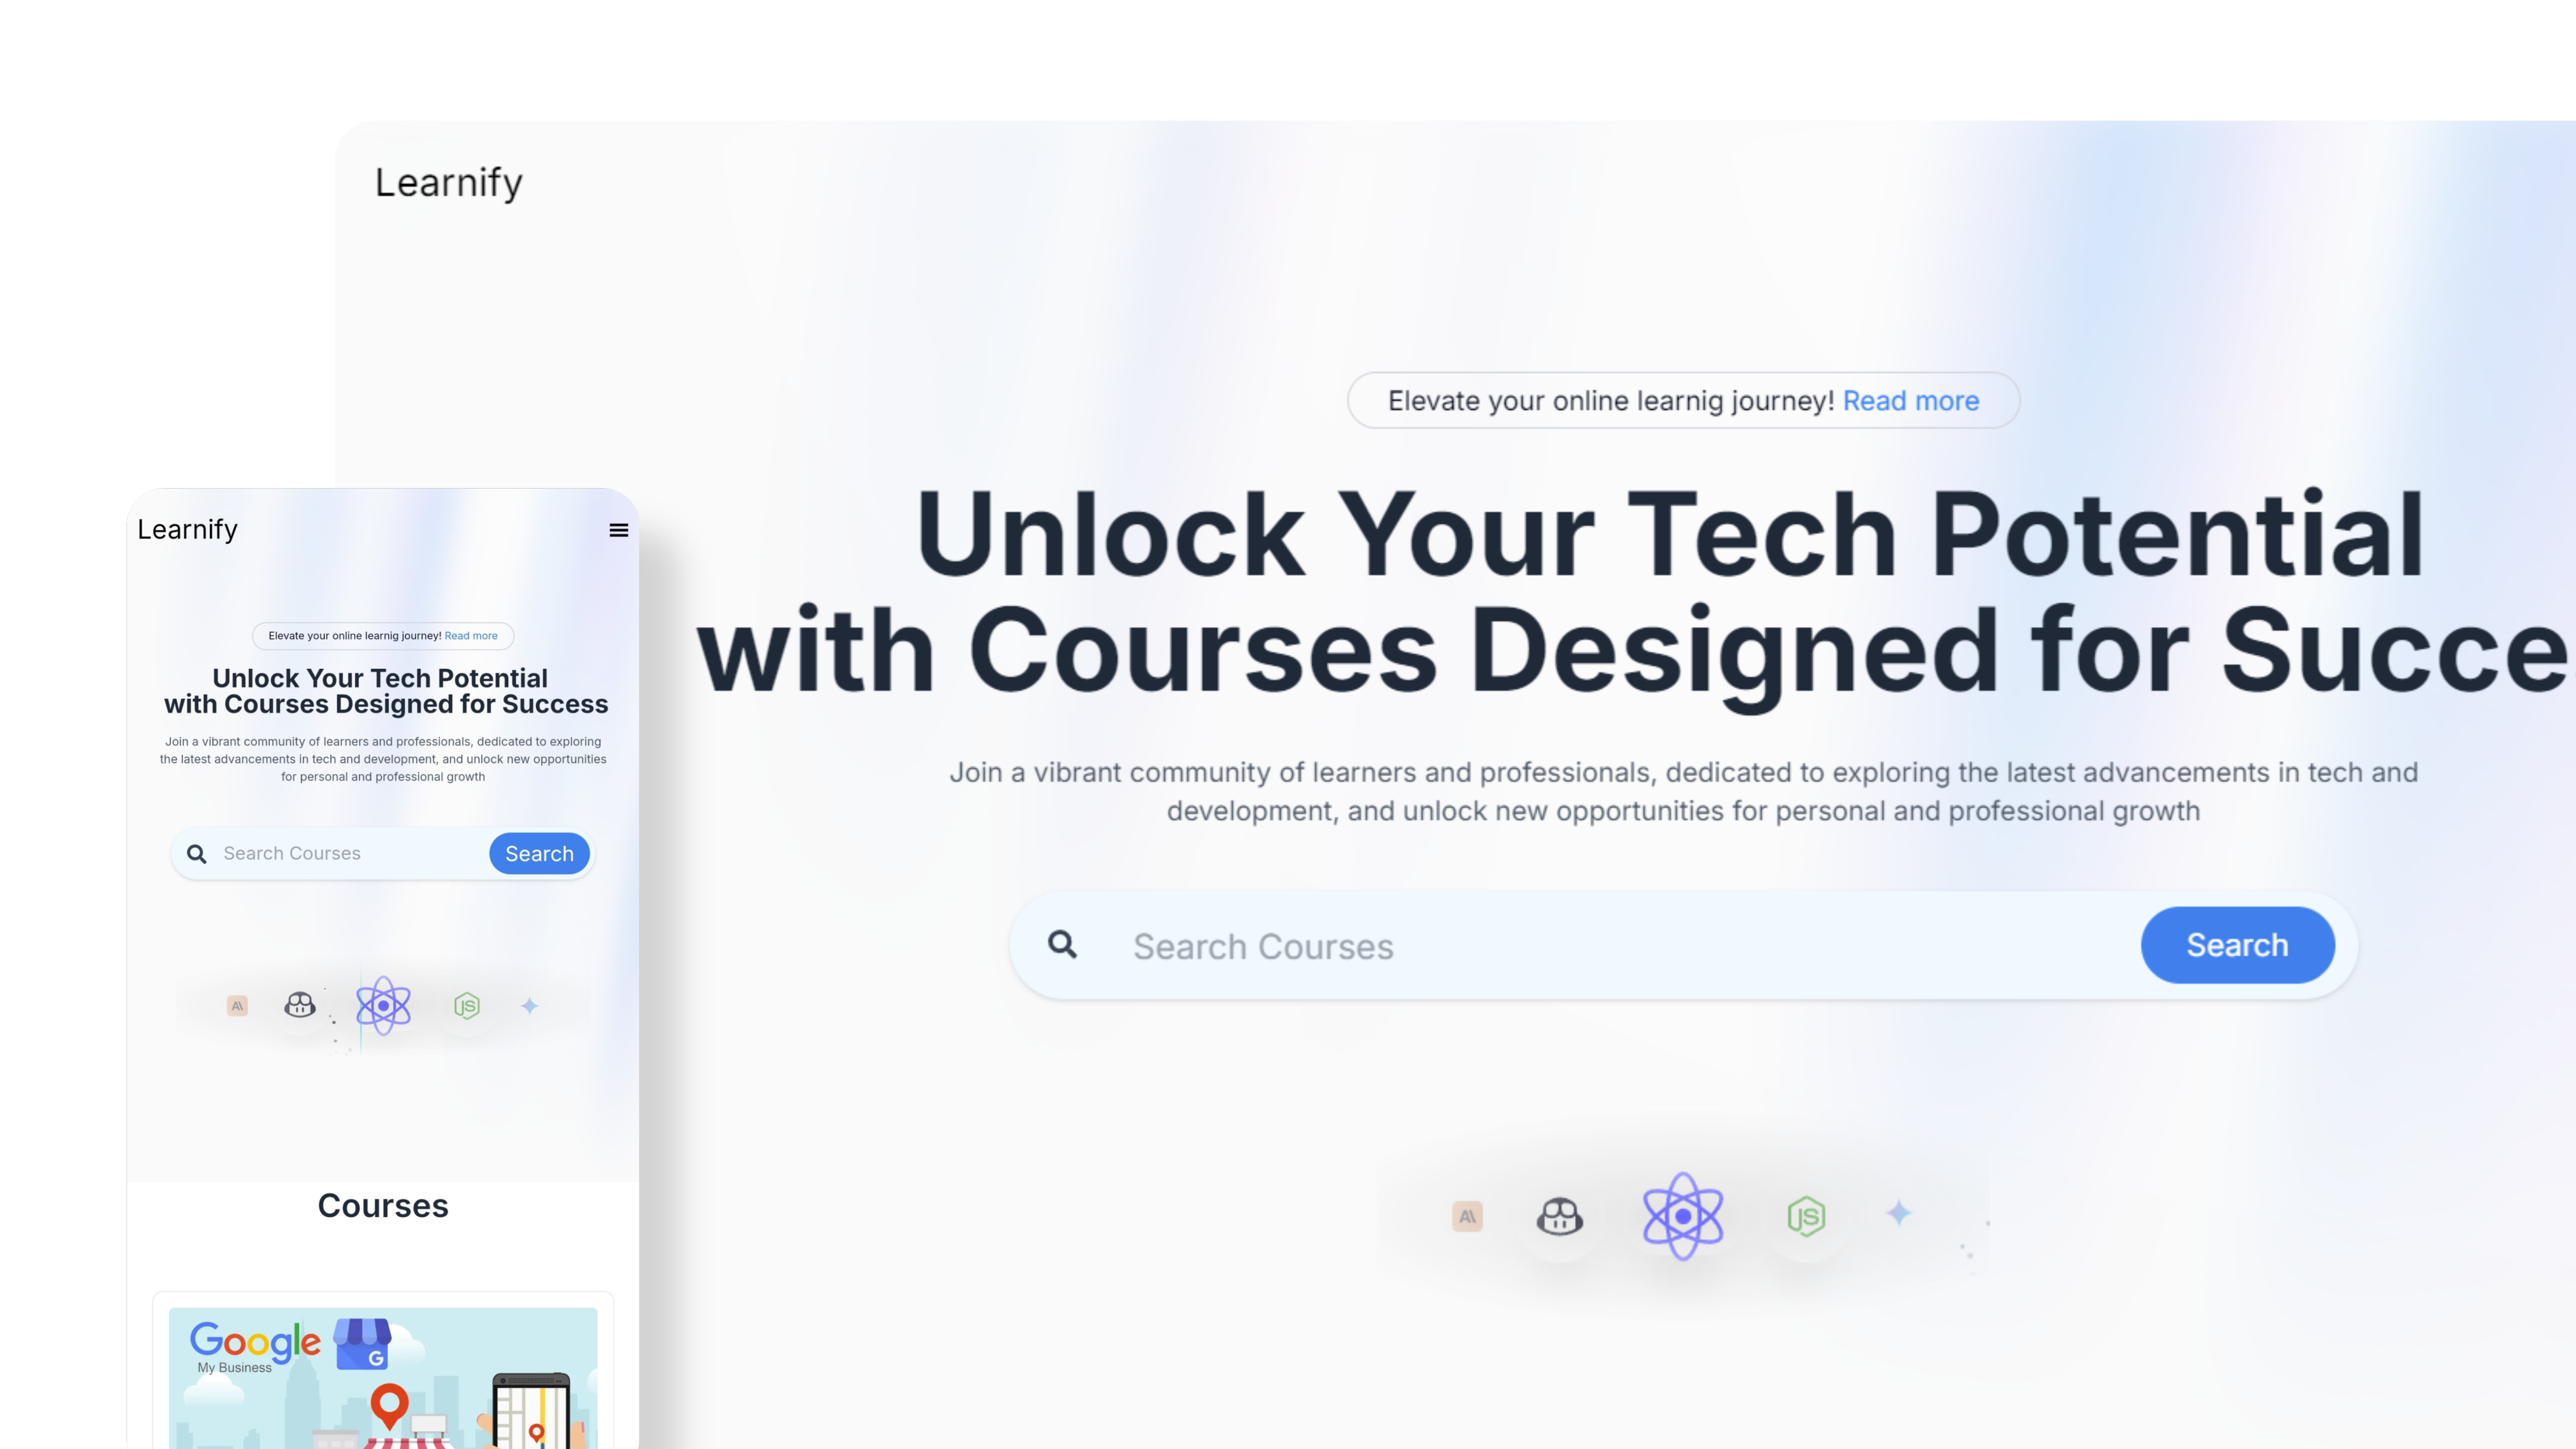 Learnify
Elevate your online learnig journey! Read more
Unlock Your Tech Potential
with Courses Designed for Succe
Join a vibrant community of learners and professionals, dedicated to exploring the latest advancements in tech and
development, and unlock new opportunities for personal and professional growth
Search Courses
Search
A\
JS
Learnify
Elevate your online learnig journey! Read more
Unlock Your Tech Potential
with Courses Designed for Success
Join a vibrant community of learners and professionals, dedicated to exploring
the latest advancements in tech and development, and unlock new opportunities
for personal and professional growth
Search Courses
Search
A\
JS
Courses
Google
My Business
G